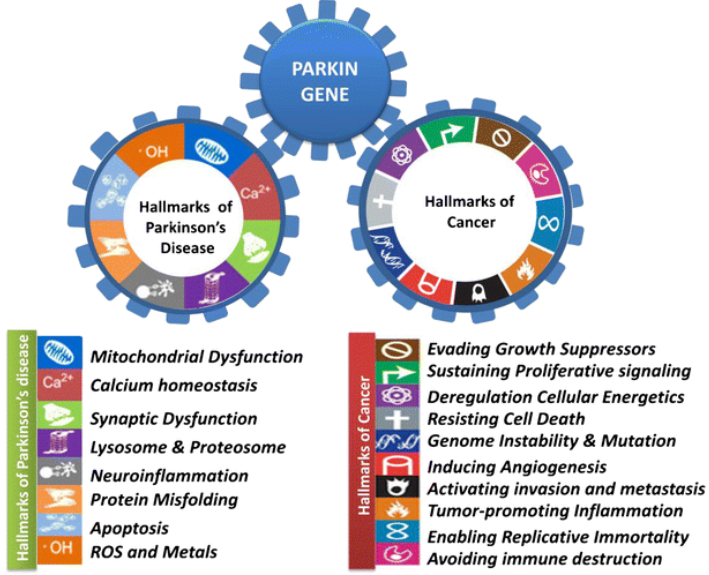 PARKIN
GENE
·OH
Ca²⁺
Hallmarks of
Parkinson's
Disease
Hallmarks of
Cancer
Hallmarks of Parkinson's disease
Mitochondrial Dysfunction
Ca²⁺
Calcium homeostasis
Synaptic Dysfunction
Lysosome & Proteosome
Neuroinflammation
Protein Misfolding
Apoptosis
·OH
ROS and Metals
Hallmarks of Cancer
Evading Growth Suppressors
Sustaining Proliferative signaling
Deregulation Cellular Energetics
Resisting Cell Death
Genome Instability & Mutation
Inducing Angiogenesis
Activating invasion and metastasis
Tumor-promoting Inflammation
Enabling Replicative Immortality
Avoiding immune destruction